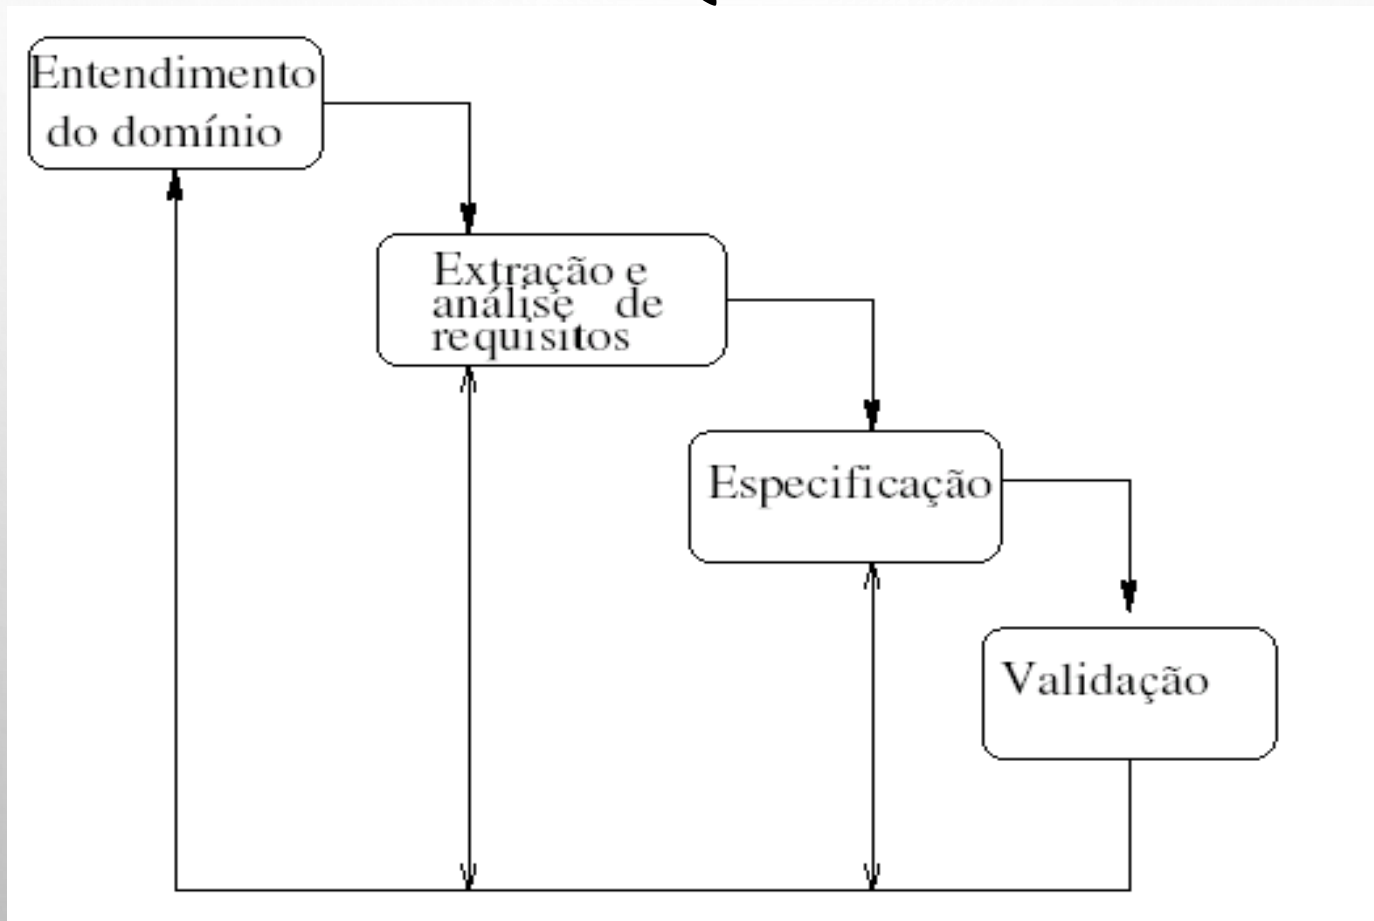 Entendimento
do domínio
Extração e
análise de
requisitos
Especificação
Validação